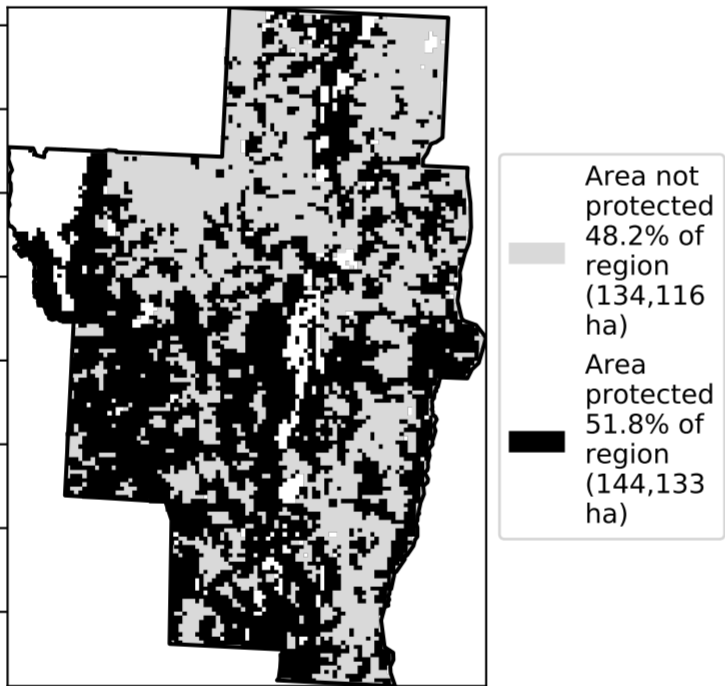 Area not
protected
48.2% of
region
(134,116
ha)
Area
protected
51.8% of
region
(144,133
ha)